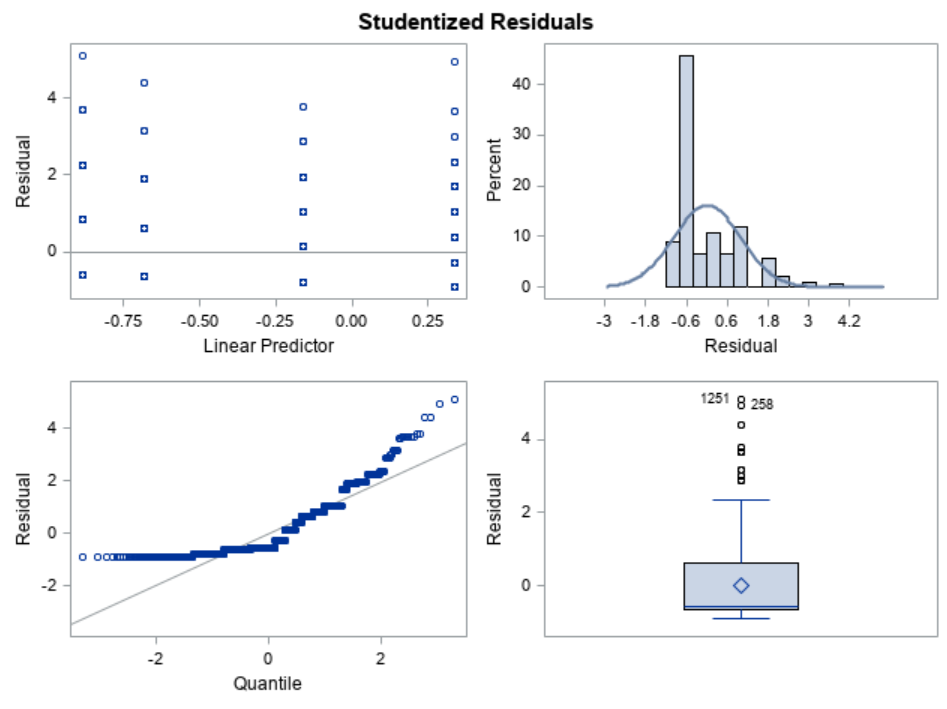 Studentized Residuals
Residual
4
2
0
-0.75 -0.50 -0.25 0.00 0.25
Linear Predictor
Percent
40
30
20
10
0
-3 -1.8 -0.6 0.6 1.8 3 4.2
Residual
Residual
4
2
0
-2
-2 0 2
Quantile
Residual
4
2
0
1251 258